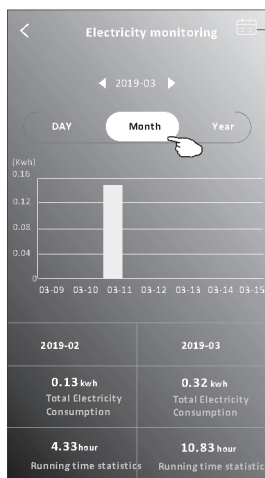 Electricity monitoring
2019-03
DAY Month Year
(Kwh)
0.16
0.12
0.08
0.04
0
03-09 03-10 03-11 03-12 03-13 03-14 03-15
2019-02 2019-03
0.13 kwh 0.32 kwh
Total Electricity Total Electricity
Consumption Consumption
4.33hour 10.83 hour
Running time statistics Running time statistic